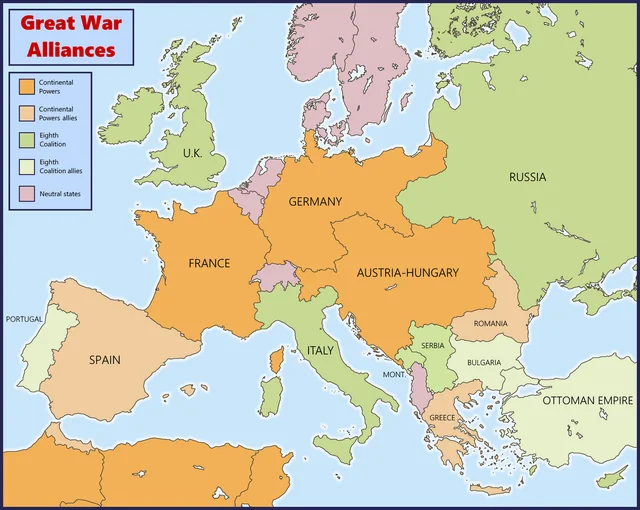 Great War
Alliances
Continental
Powers
Continental
Powers allies
Eighth
Coalition
Eighth
Coalition allies
Neutral states
U.K.
RUSSIA
GERMANY
FRANCE
AUSTRIA-HUNGARY
PORTUGAL
ROMANIA
SPAIN
ITALY
SERBIA
BULGARIA
MONT.
OTTOMAN EMPIRE
GREECE